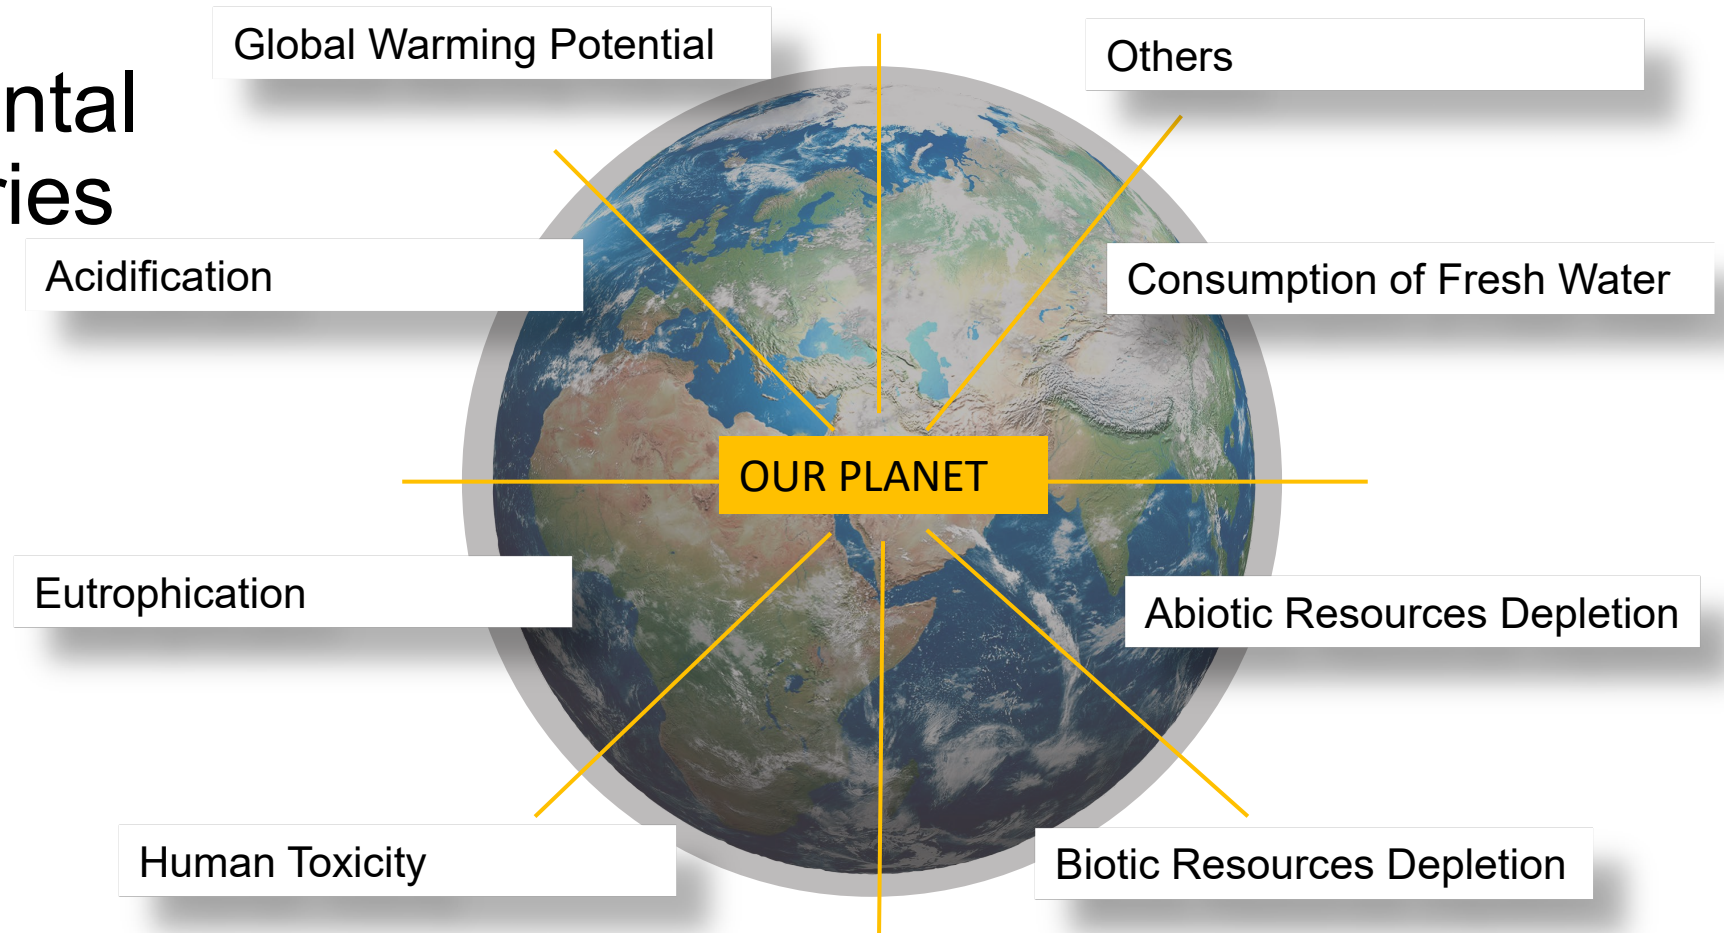 ntal
ries
Global Warming Potential
Others
Acidification
Consumption of Fresh Water
OUR PLANET
Eutrophication
Abiotic Resources Depletion
Human Toxicity
Biotic Resources Depletion